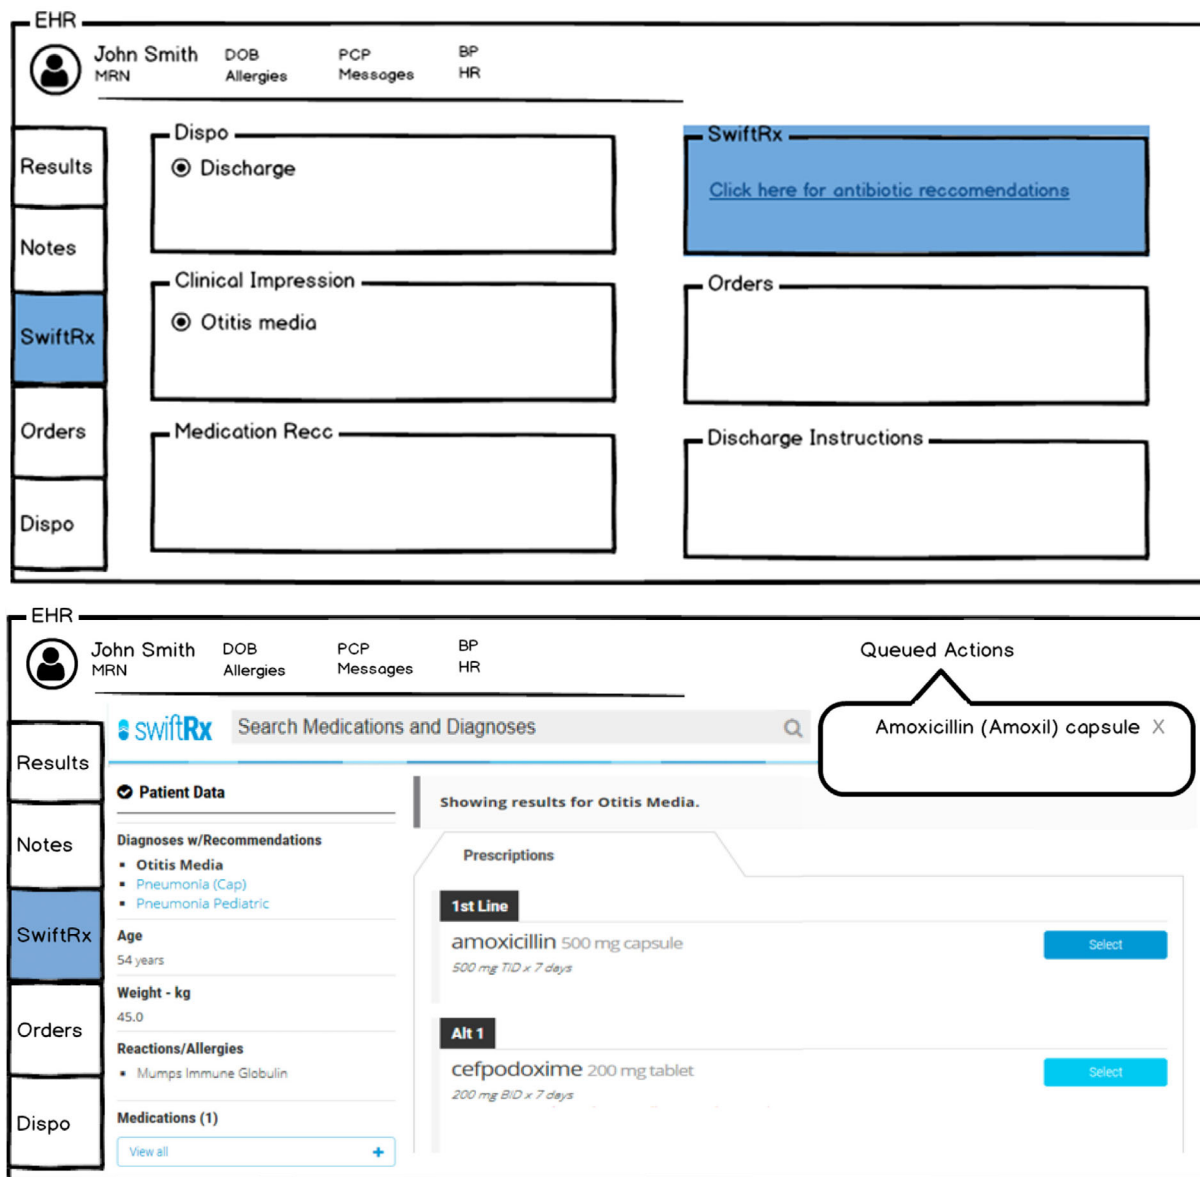 EHR
John Smith DOB PCP BP
MRN Allergies Messages HR
Dispo
Discharge
SwiftRx
Click here for antibiotic reccomendations
Results
Notes
SwiftRx
Orders
Dispo
Clinical Impression
Otitis media
Orders
Medication Recc
Discharge Instructions
EHR
John Smith DOB PCP BP
MRN Allergies Messages HR
Queued Actions
Amoxicillin (Amoxil) capsule X
Results
Notes
SwiftRx
Orders
Dispo
swiftRx Search Medications and Diagnoses
Patient Data
Diagnoses w/Recommendations
Otitis Media
Pneumonia (Cap)
Pneumonia Pediatric
Age
54 years
Weight - kg
45.0
Reactions/Allergies
Mumps Immune Globulin
Medications (1)
View all +
Showing results for Otitis Media.
Prescriptions
1st Line
amoxicillin 500 mg capsule Select
500 mg TID x 7 days
Alt 1
cefpodoxime 200 mg tablet Select
200 mg BID x 7 days